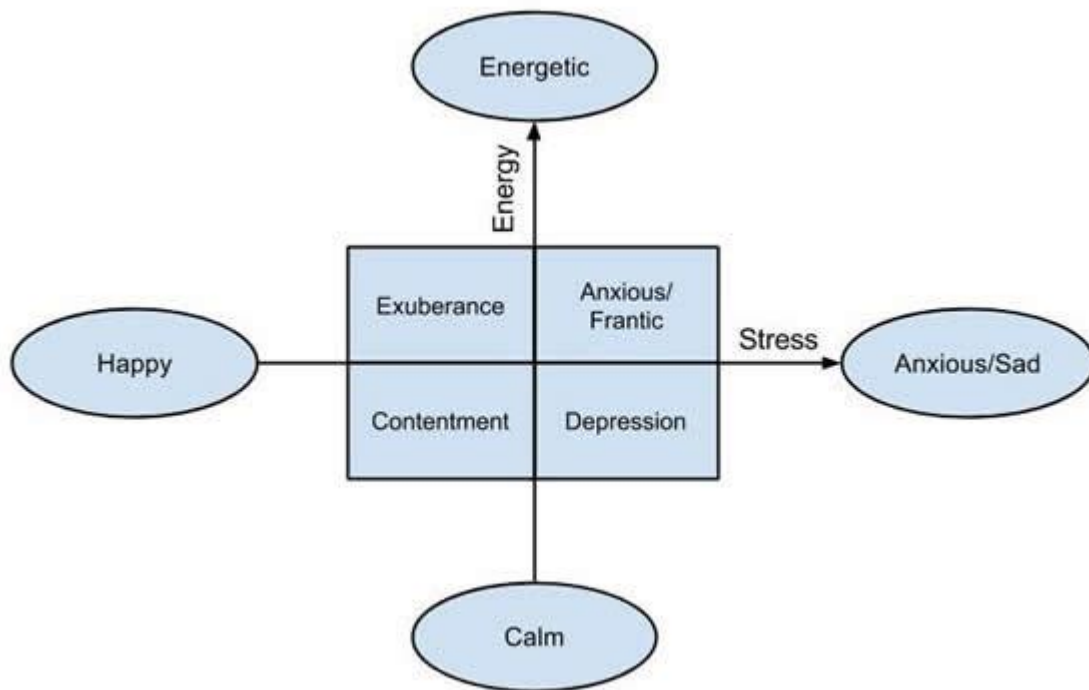 Energetic
Energy
Exuberance
Anxious/
Frantic
Happy
Stress
Anxious/Sad
Contentment
Depression
Calm